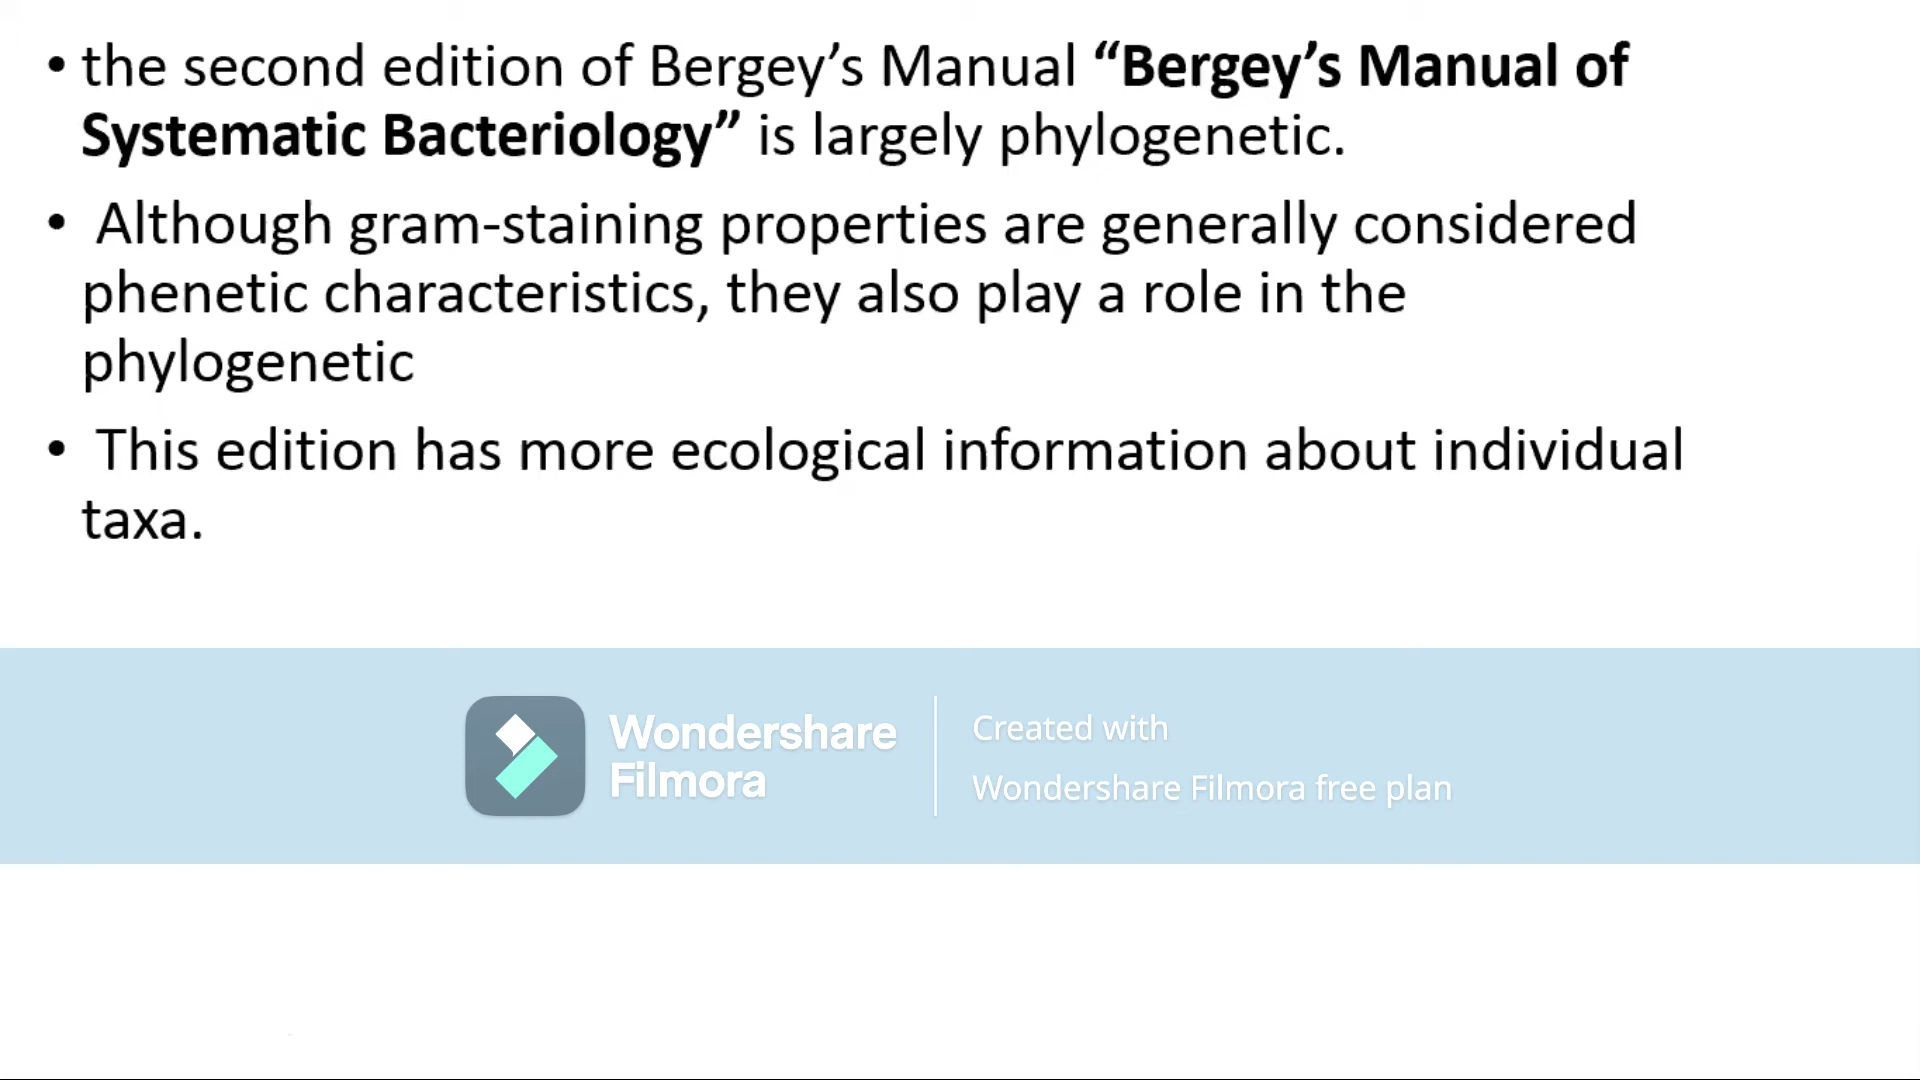 • the second edition of Bergey’s Manual “Bergey’s Manual of
Systematic Bacteriology” is largely phylogenetic.
• Although gram-staining properties are generally considered
phenetic characteristics, they also play a role in the
phylogenetic
• This edition has more ecological information about individual
taxa.
Wondershare
Filmora
Created with
Wondershare Filmora free plan